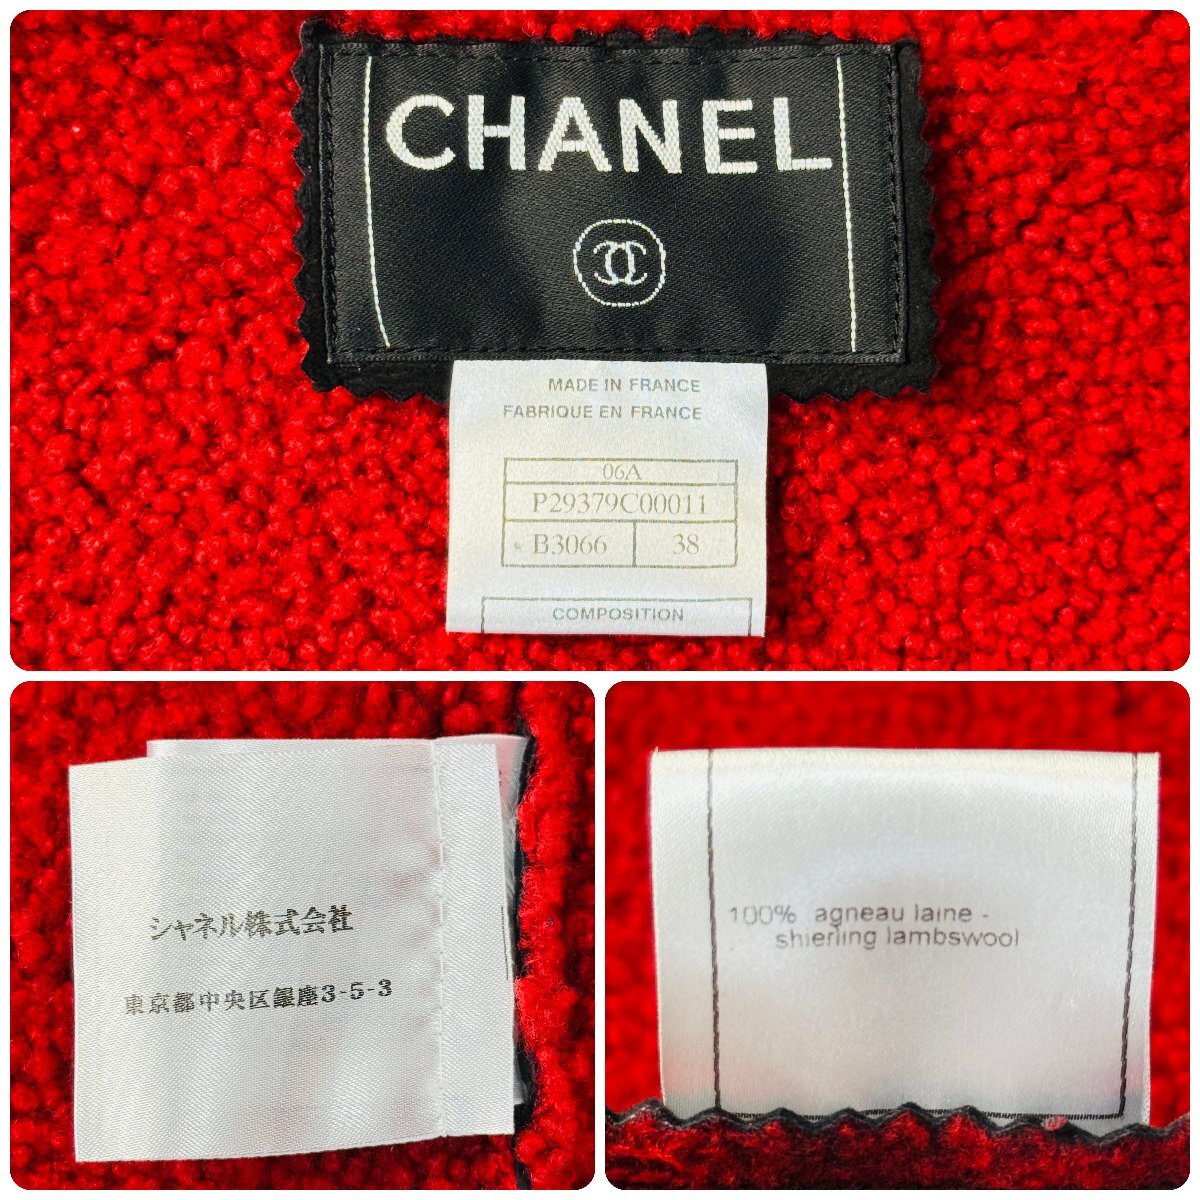 CHANEL
MADE IN FRANCE
FABRIQUE EN FRANCE
06A
P29379C00011
B3066 38
COMPOSITION
シャネル株式会社
東京都中央区銀座3-5-3
100% agneau laine -
shierling lambswool